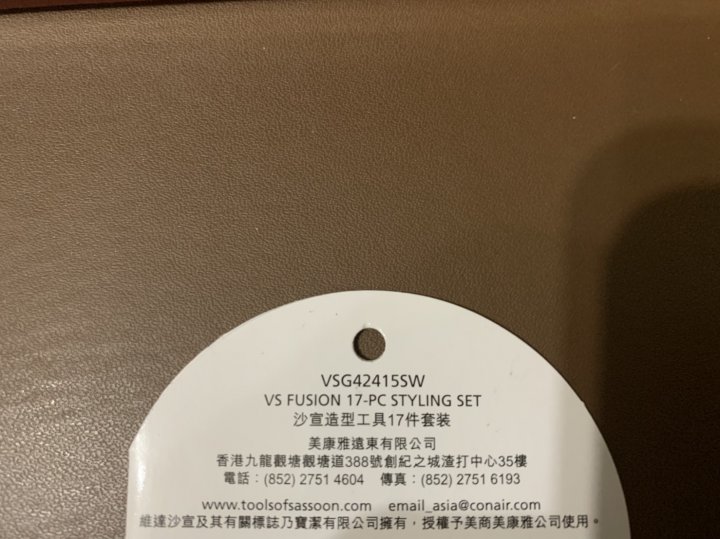 VSG42415SW
VS FUSION 17-PC STYLING SET
沙宣造型工具17件套裝
美康雅遠東有限公司
香港九龍觀塘觀塘道388號創紀之城渣打中心35樓
電話：(852) 2751 4604 傳真：(852) 2751 6193
www.toolsofsassoon.com email_asia@conair.com
維達沙宣及其有關標誌乃寶潔有限公司擁有，授權予美商美康雅公司使用。